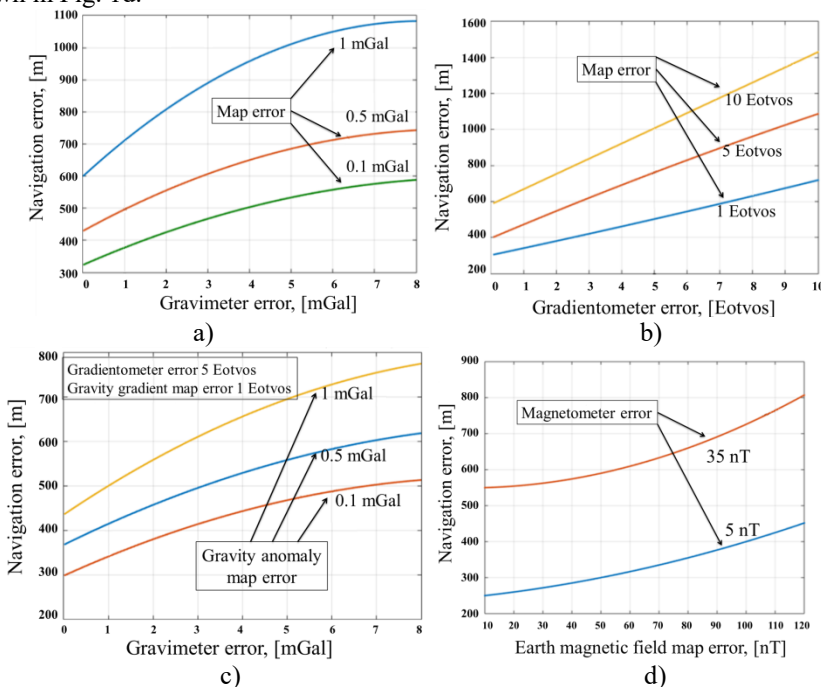 wn in Fig. 1d.
1100
1000
900
800
700
600
500
400
300
Navigation error, [m]
1 mGal
Map error
0.5 mGal
0.1 mGal
0 1 2 3 4 5 6 7 8
Gravimeter error, [mGal]
a)
1600
1400
1200
1000
800
600
400
200
Navigation error, [m]
Map error
10 Eotvos
5 Eotvos
1 Eotvos
0 1 2 3 4 5 6 7 8 9 10
Gradientometer error, [Eotvos]
b)
800
700
600
500
400
300
200
Navigation error, [m]
Gradientometer error 5 Eotvos
Gravity gradient map error 1 Eotvos
1 mGal
0.5 mGal
0.1 mGal
Gravity anomaly
map error
0 1 2 3 4 5 6 7 8
Gravimeter error, [mGal]
c)
900
800
700
600
500
400
300
200
Navigation error, [m]
Magnetometer error
35 nT
5 nT
10 20 30 40 50 60 70 80 90 100 110 120
Earth magnetic field map error, [nT]
d)